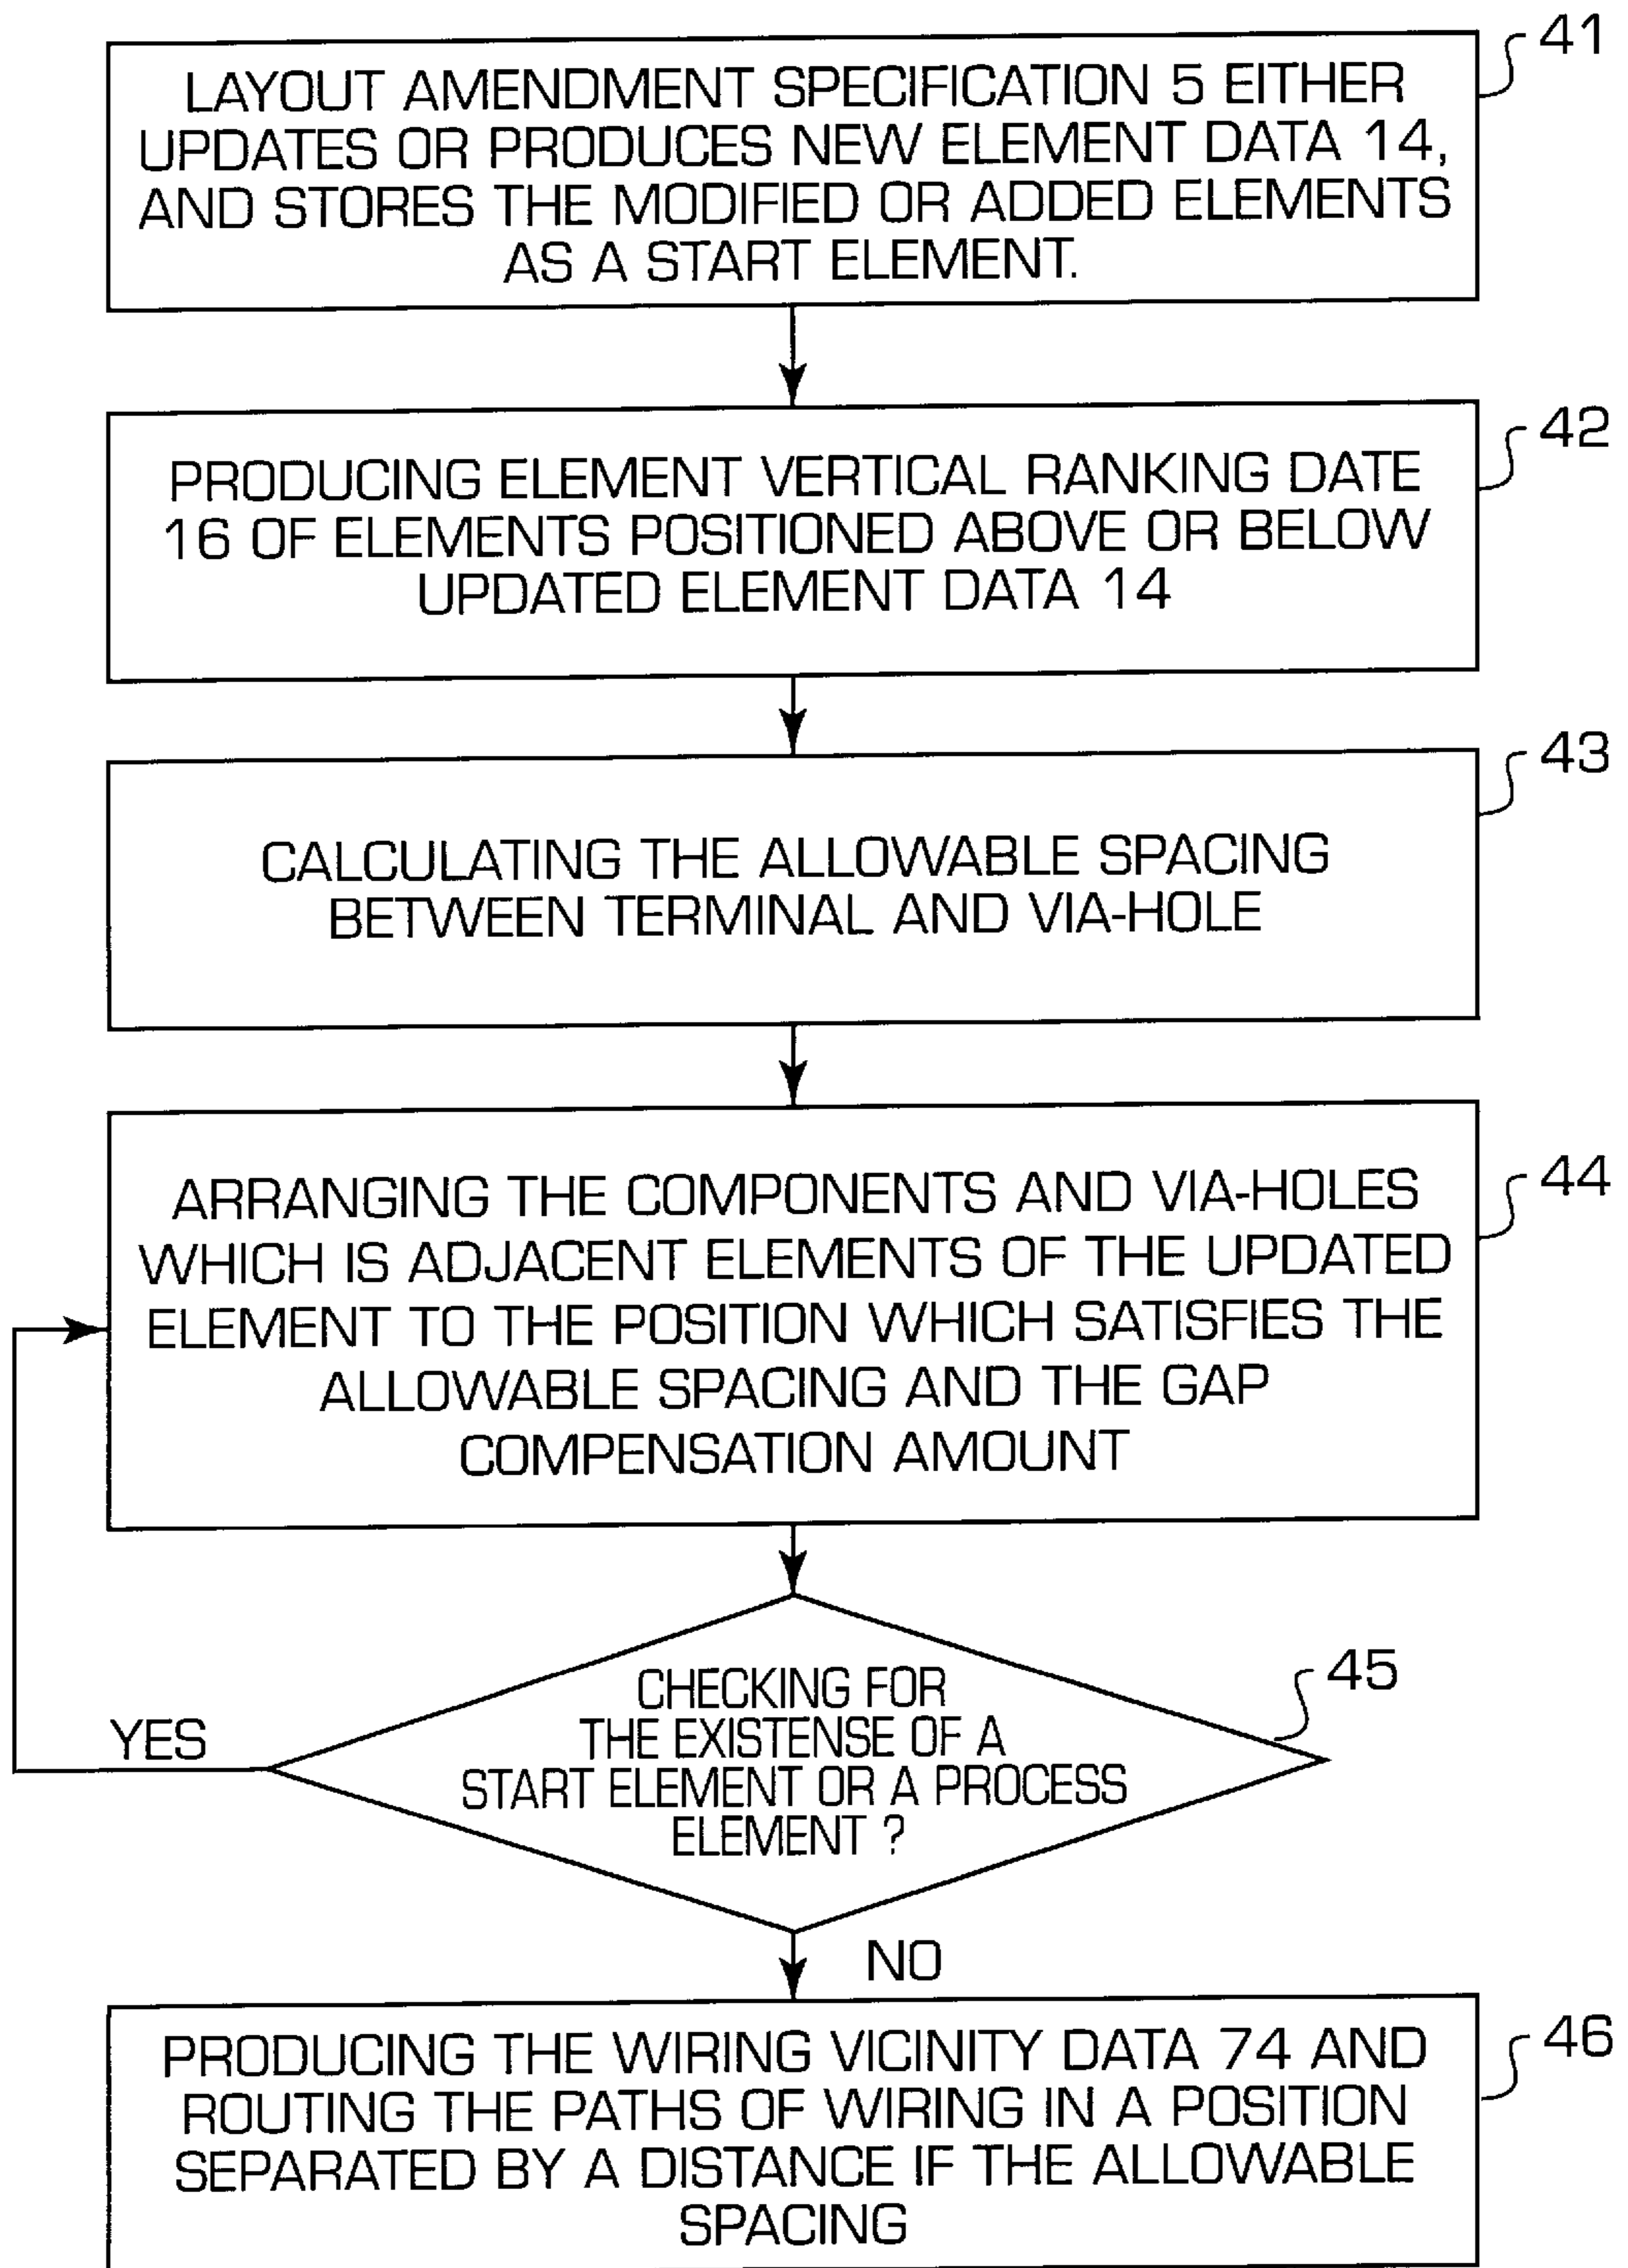 41
LAYOUT AMENDMENT SPECIFICATION 5 EITHER
UPDATES OR PRODUCES NEW ELEMENT DATA 14,
AND STORES THE MODIFIED OR ADDED ELEMENTS
AS A START ELEMENT.
42
PRODUCING ELEMENT VERTICAL RANKING DATE
16 OF ELEMENTS POSITIONED ABOVE OR BELOW
UPDATED ELEMENT DATA 14
43
CALCULATING THE ALLOWABLE SPACING
BETWEEN TERMINAL AND VIA-HOLE
44
ARRANGING THE COMPONENTS AND VIA-HOLES
WHICH IS ADJACENT ELEMENTS OF THE UPDATED
ELEMENT TO THE POSITION WHICH SATISFIES THE
ALLOWABLE SPACING AND THE GAP
COMPENSATION AMOUNT
45
CHECKING FOR
THE EXISTENSE OF A
START ELEMENT OR A PROCESS
ELEMENT ?
YES
NO
46
PRODUCING THE WIRING VICINITY DATA 74 AND
ROUTING THE PATHS OF WIRING IN A POSITION
SEPARATED BY A DISTANCE IF THE ALLOWABLE
SPACING